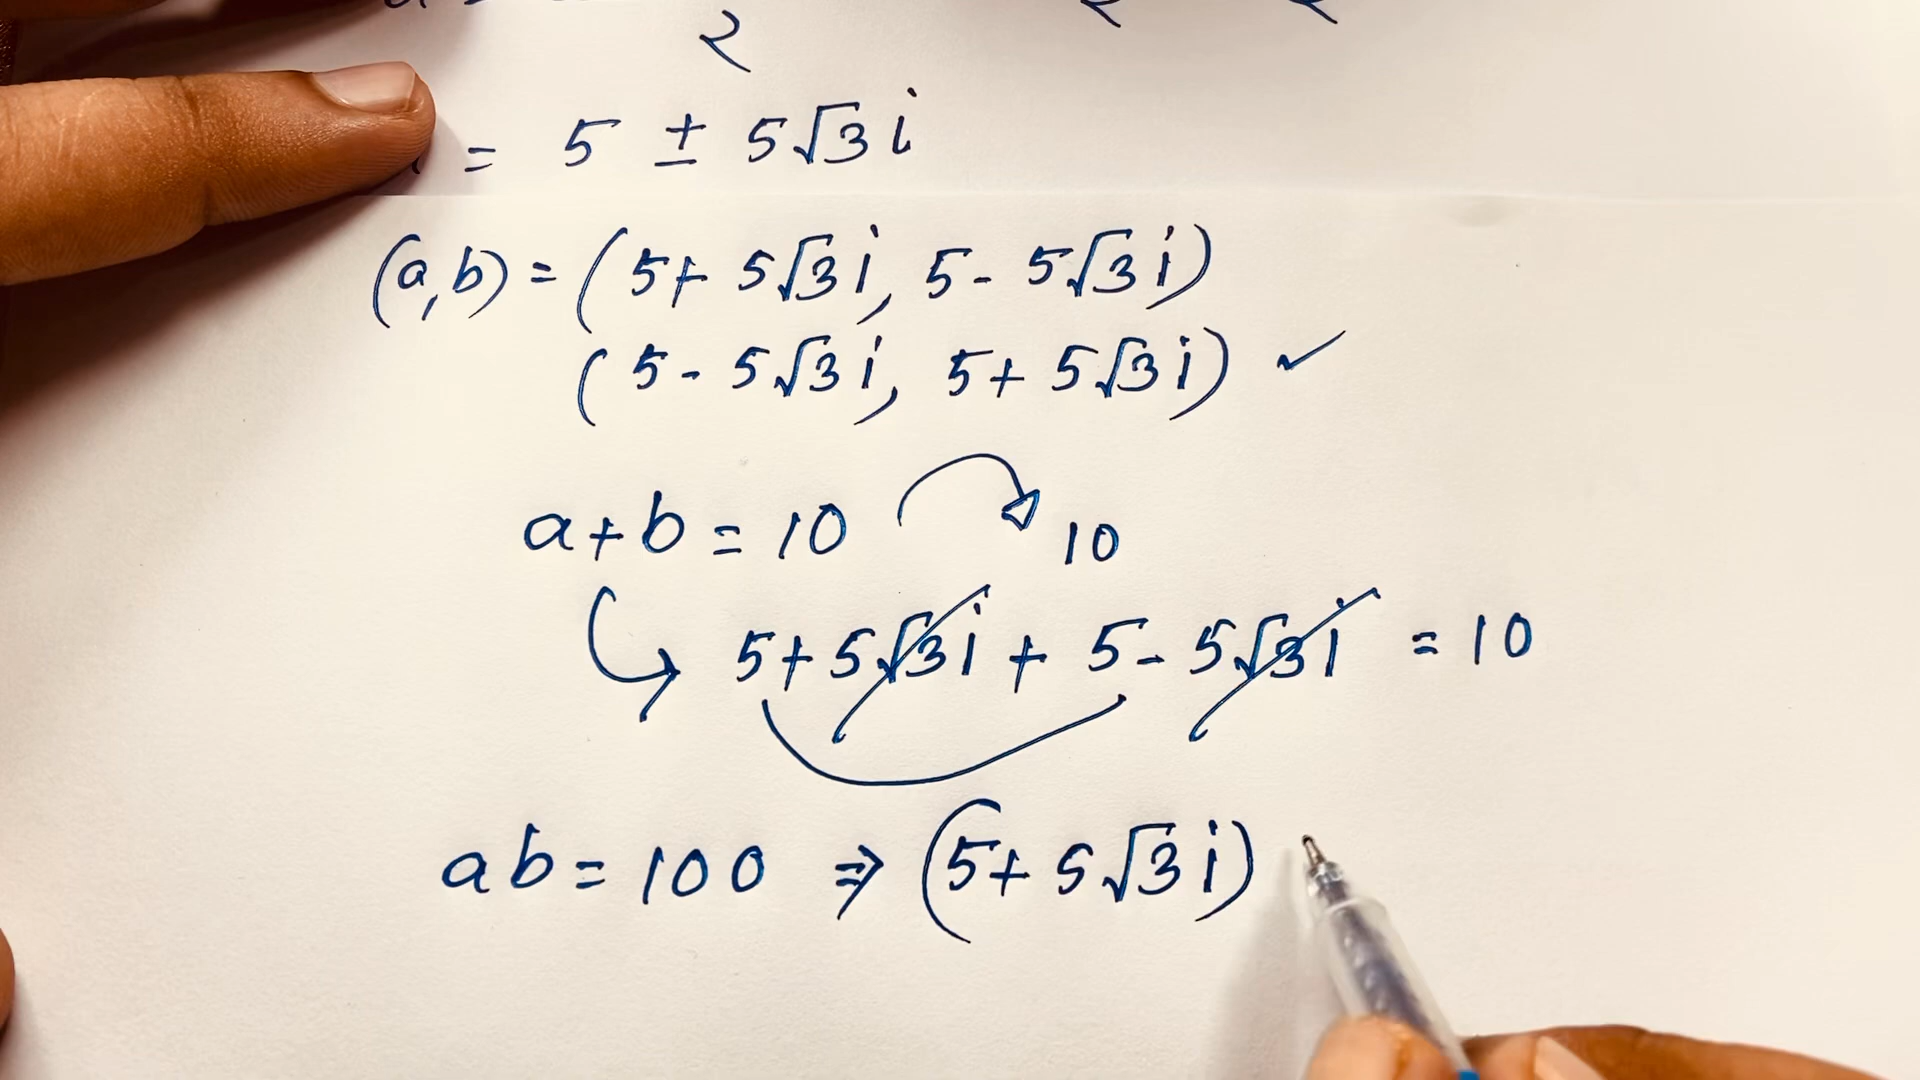 2
= 5 ± 5√3 i
(a,b) = (5+ 5√3 i, 5- 5√3 i)
(5- 5√3 i, 5+ 5√3 i) ✓
a+b = 10 10
5+5√3 i + 5- 5√3 i = 10
ab = 100 ⇒ (5+ 5√3 i)